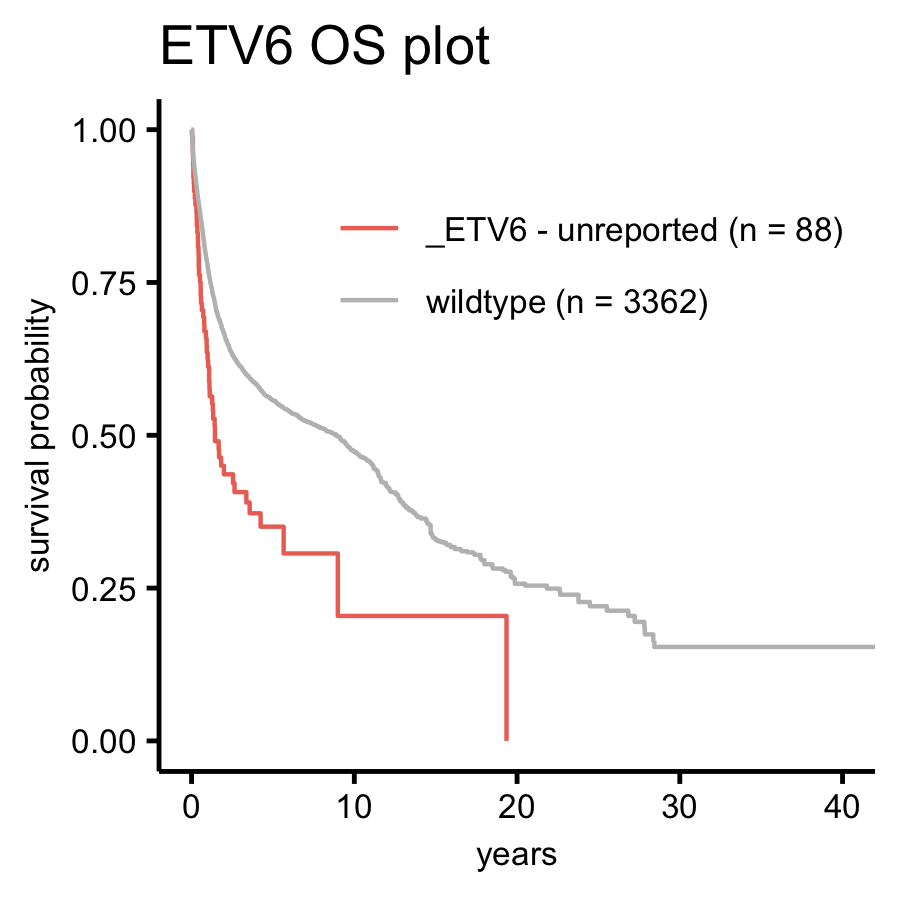 ETV6 OS plot
1.00
0.75
0.50
0.25
0.00
survival probability
_ETV6 - unreported (n = 88)
wildtype (n = 3362)
0 10 20 30 40
years